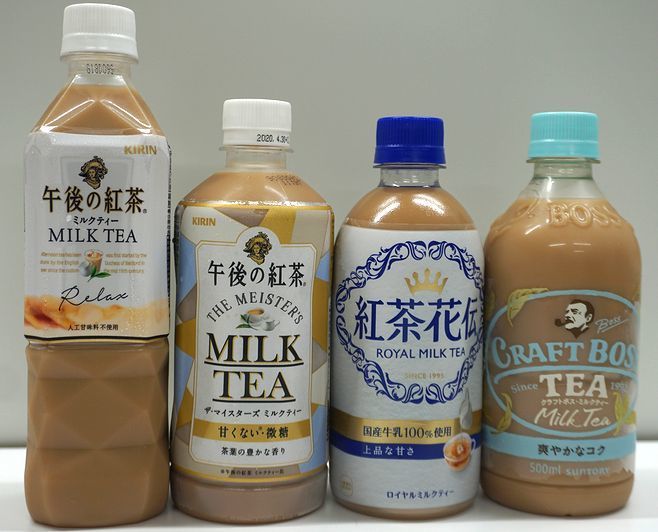 KIRIN
午後の紅茶®
ミルクティー
MILK TEA
Relax
人工甘味料不使用
2020.4.30
KIRIN
午後の紅茶®
THE MEISTER'S
MILK
TEA
ザ・マイスターズ ミルクティー
甘くない・微糖
茶葉の豊かな香り
紅茶花伝
ROYAL MILK TEA
SINCE 1995
国産牛乳100%使用
上品な甘さ
ロイヤルミルクティー
BOSS
Boss
CRAFT BOSS
Since
TEA
クラフトボス・ミルクティー
Milk Tea
爽やかなコク
500ml SUNTORY